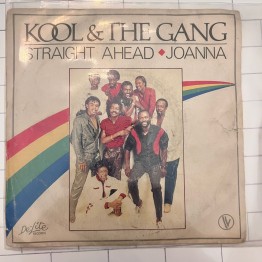 KOOL & THE GANG
STRAIGHT AHEAD ◆ JOANNA
De-Lite